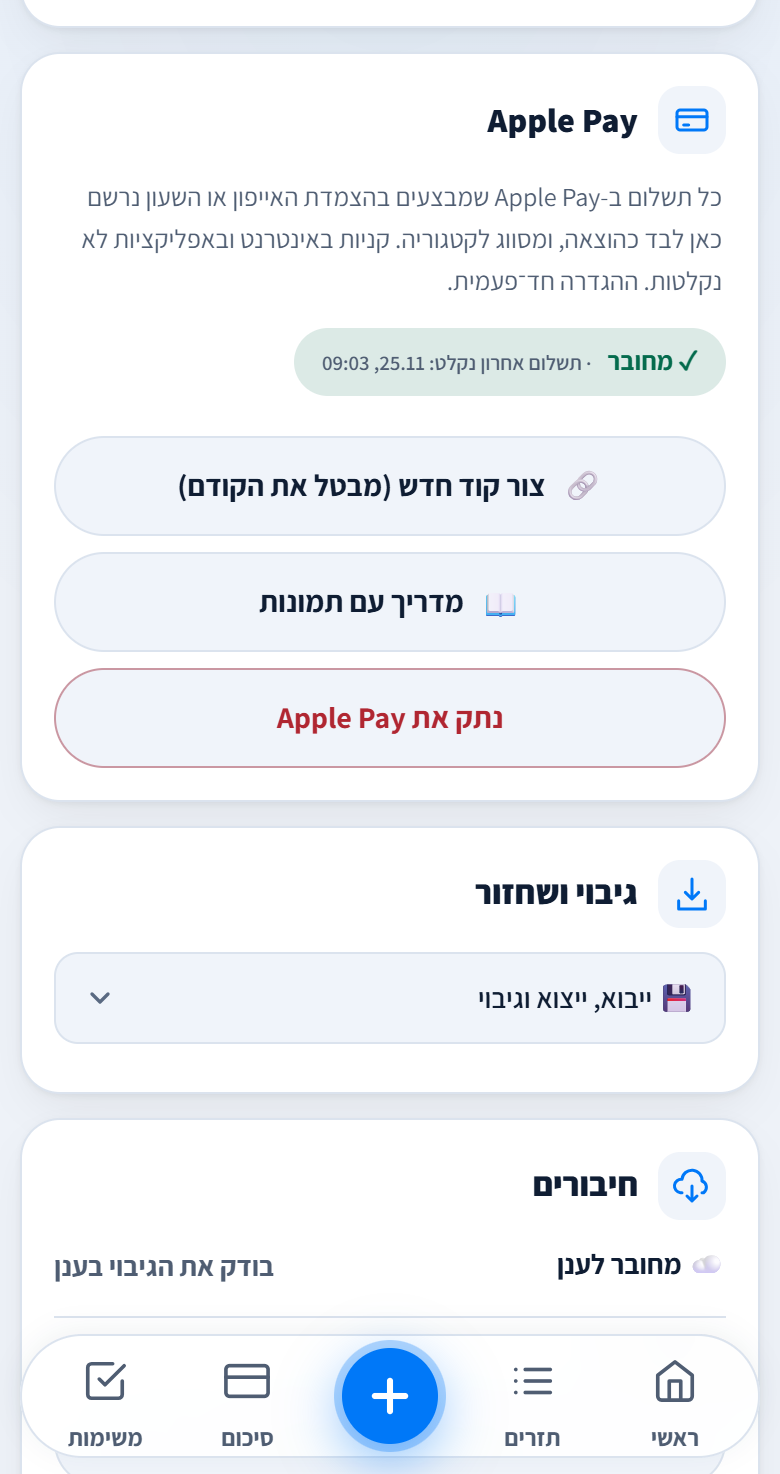 Apple Pay
כל תשלום ב-Apple Pay שמבצעים בהצמדת האייפון או השעון נרשם
כאן לבד כהוצאה, ומסווג לקטגוריה. קניות באינטרנט ובאפליקציות לא
נקלטות. ההגדרה חד־פעמית.
✓ מחובר · תשלום אחרון נקלט: 25.11, 09:03
🔗 צור קוד חדש (מבטל את הקודם)
📖 מדריך עם תמונות
נתק את Apple Pay
גיבוי ושחזור
💾 ייבוא, ייצוא וגיבוי
חיבורים
☁️ מחובר לענן
בודק את הגיבוי בענן
ראשי
תזרים
סיכום
משימות